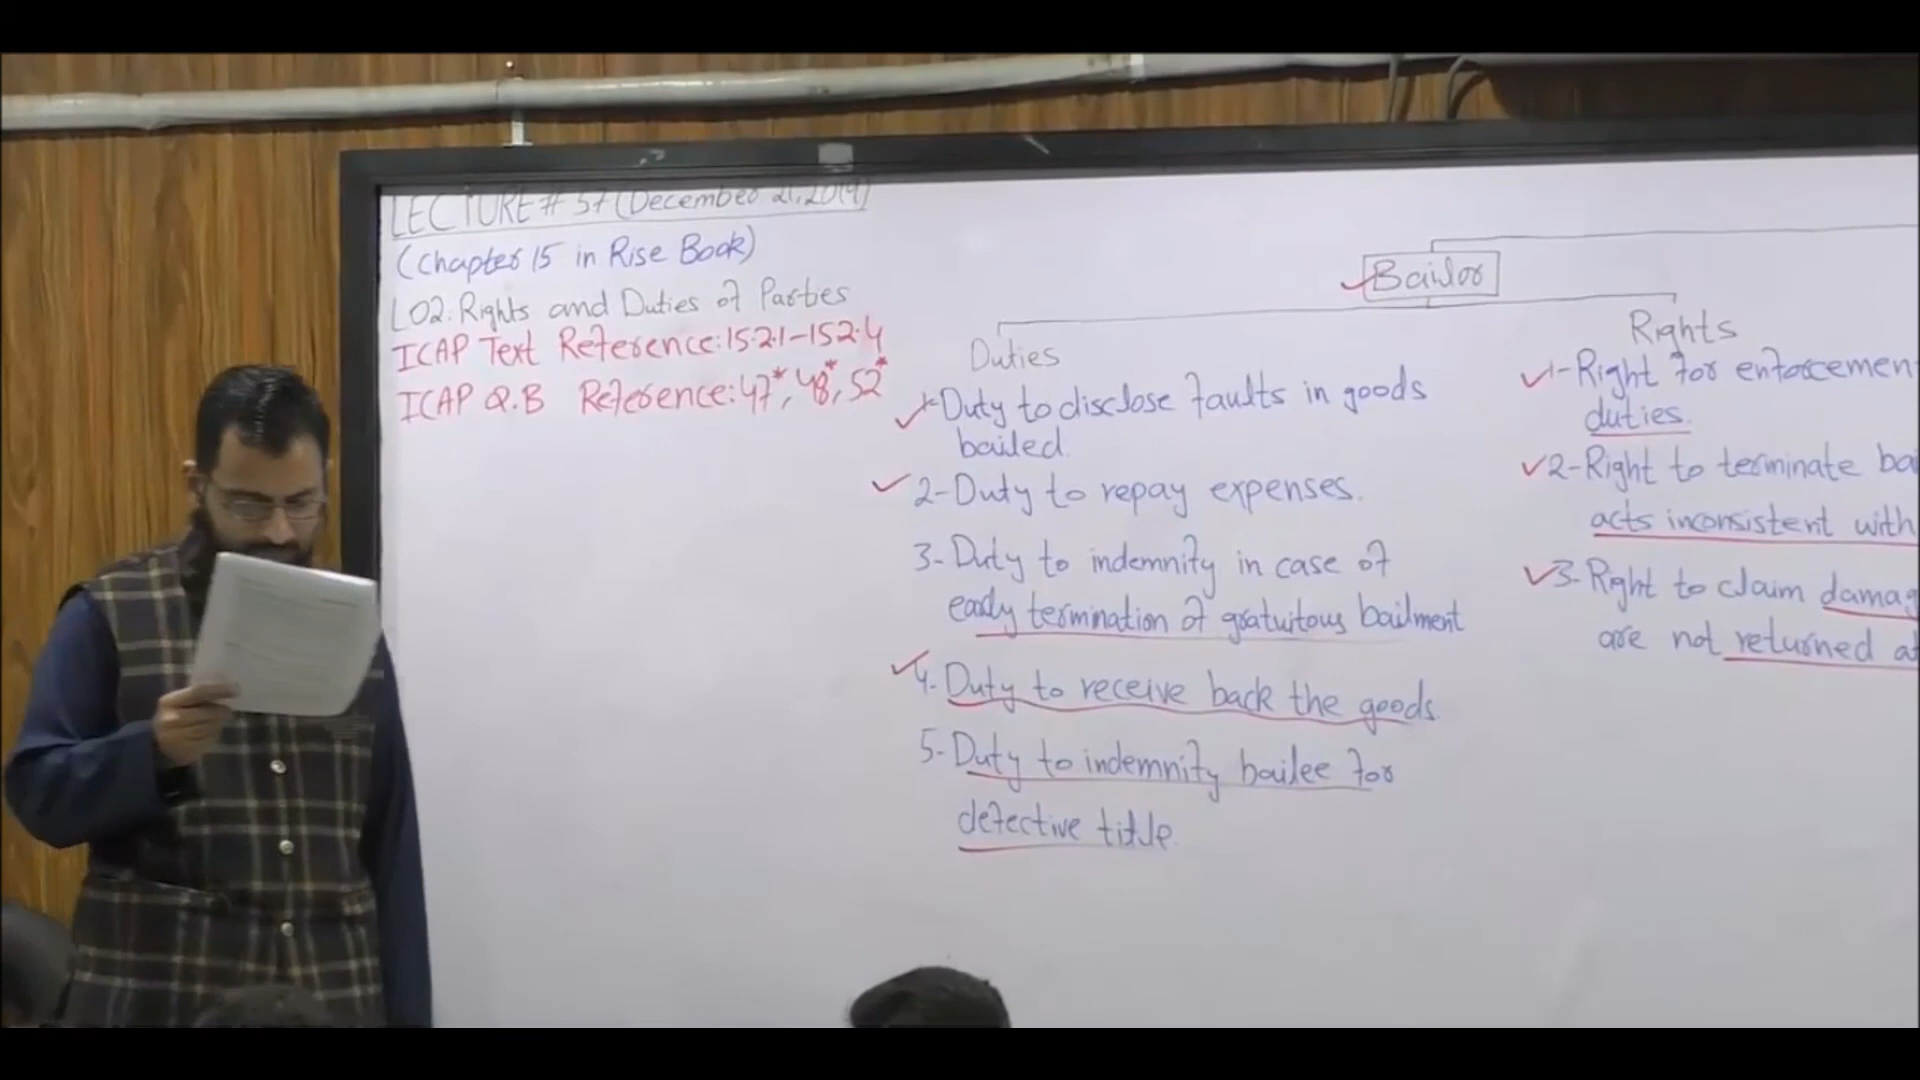 LECTURE # 57 (December 21, 2019)
(Chapter 15 in Rise Book)
LO2. Rights and Duties of Parties
ICAP Text Reference: 15.2.1-15.2.4
ICAP Q.B Reference: 47*, 48*, 52*
Bailor
Duties
1-Duty to disclose faults in goods
bailed.
2-Duty to repay expenses.
3-Duty to indemnify in case of
early termination of gratuitous bailment
4-Duty to receive back the goods.
5-Duty to indemnify bailee for
defective title.
Rights
1-Right for enforcement
duties.
2-Right to terminate ba
acts inconsistent with
3-Right to claim damag
are not returned at